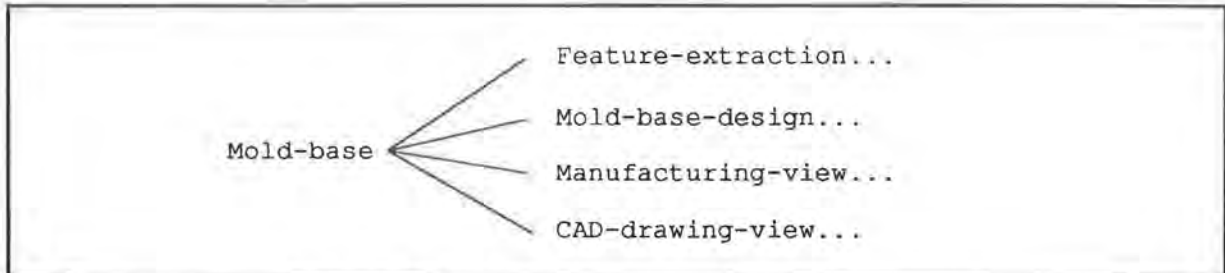 Feature-extraction...
Mold-base-design...
Mold-base
Manufacturing-view...
CAD-drawing-view...